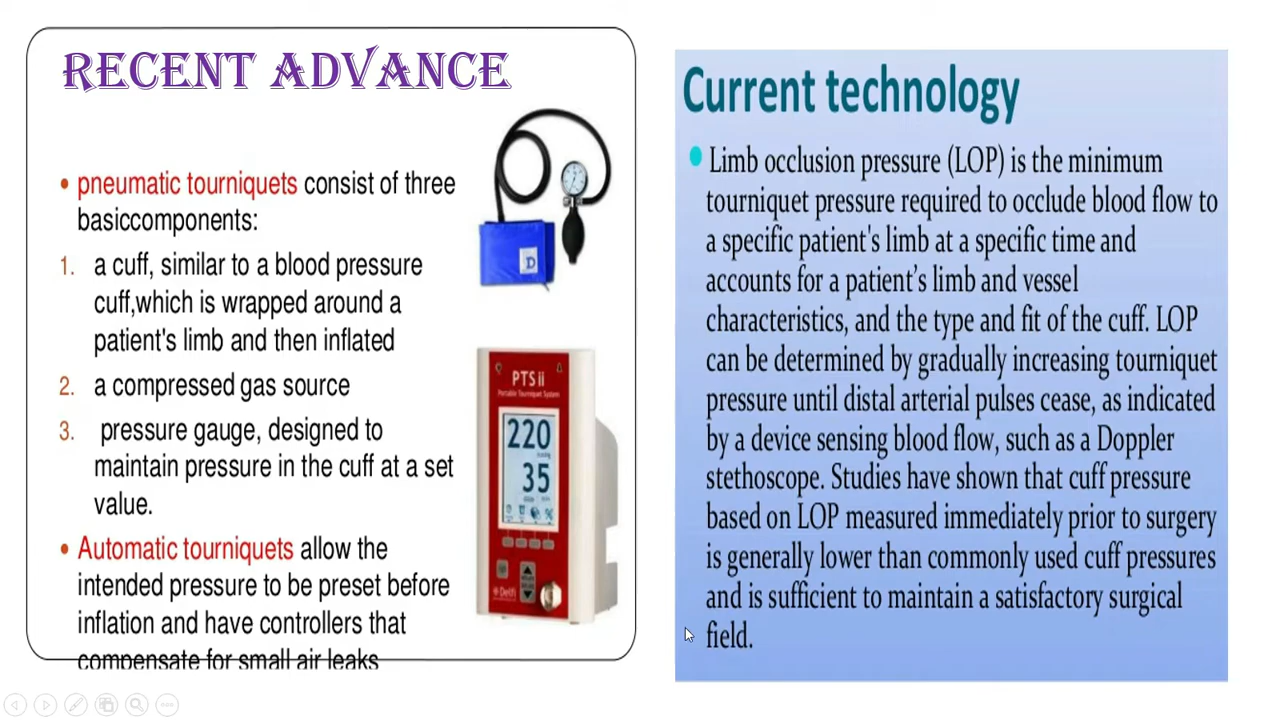 RECENT ADVANCE
• pneumatic tourniquets consist of three
basiccomponents:
1. a cuff, similar to a blood pressure
cuff,which is wrapped around a
patient's limb and then inflated
2. a compressed gas source
3. pressure gauge, designed to
maintain pressure in the cuff at a set
value.
• Automatic tourniquets allow the
intended pressure to be preset before
inflation and have controllers that
compensate for small air leaks
D
PTS ii
Portable Tourniquet System
220
35
Delfi
Current technology
• Limb occlusion pressure (LOP) is the minimum
tourniquet pressure required to occlude blood flow to
a specific patient's limb at a specific time and
accounts for a patient’s limb and vessel
characteristics, and the type and fit of the cuff. LOP
can be determined by gradually increasing tourniquet
pressure until distal arterial pulses cease, as indicated
by a device sensing blood flow, such as a Doppler
stethoscope. Studies have shown that cuff pressure
based on LOP measured immediately prior to surgery
is generally lower than commonly used cuff pressures
and is sufficient to maintain a satisfactory surgical
field.